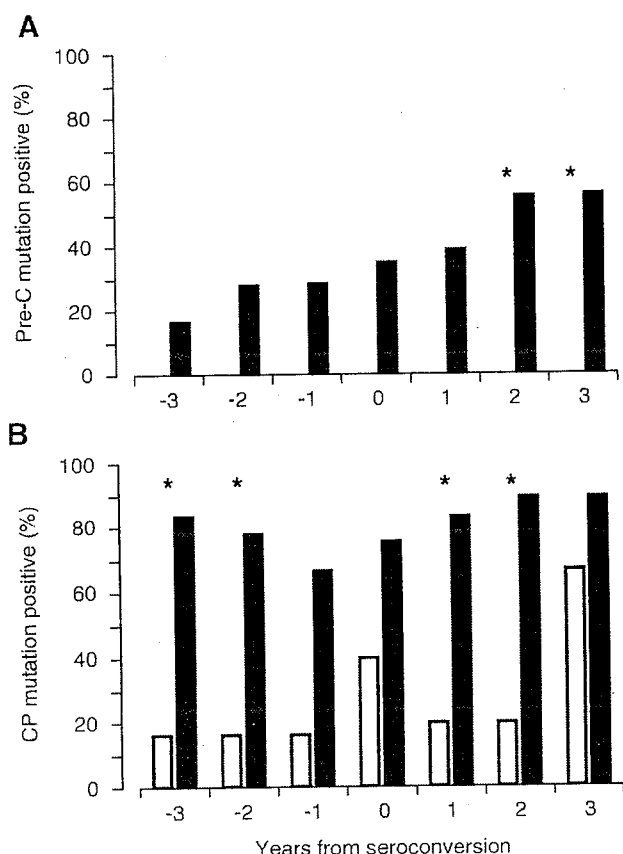 A
Pre-C mutation positive (%)
100
80
60
40
20
0
* *
-3 -2 -1 0 1 2 3
B
CP mutation positive (%)
100
80
60
40
20
0
* * * *
-3 -2 -1 0 1 2 3
Years from seroconversion